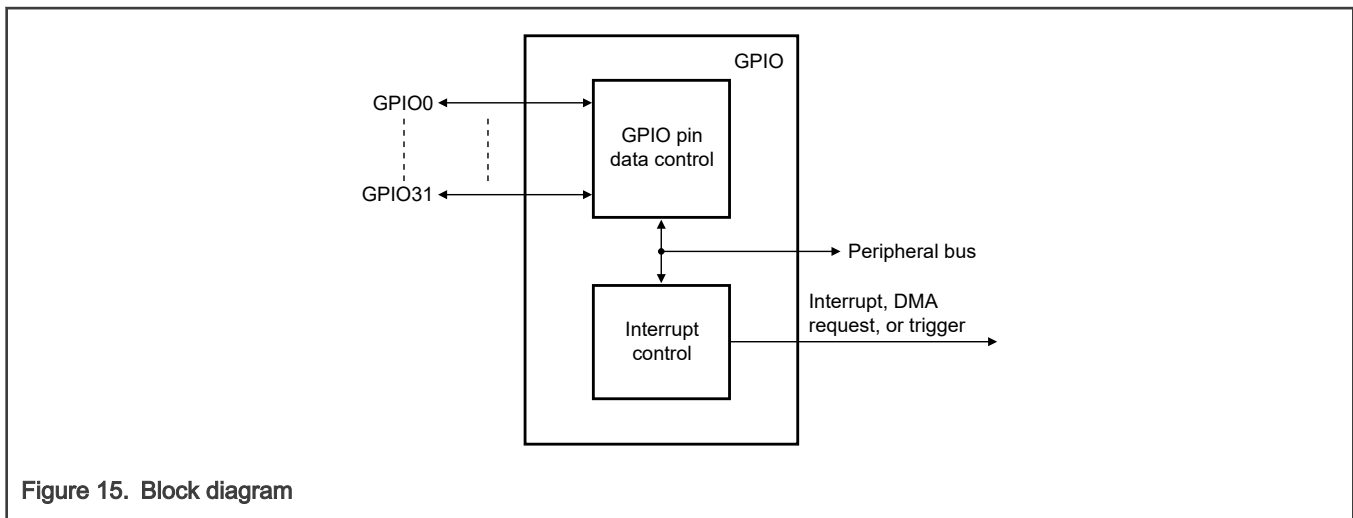 GPIO
GPIO0
GPIO pin
data control
GPIO31
Peripheral bus
Interrupt, DMA
request, or trigger
Interrupt
control
Figure 15. Block diagram